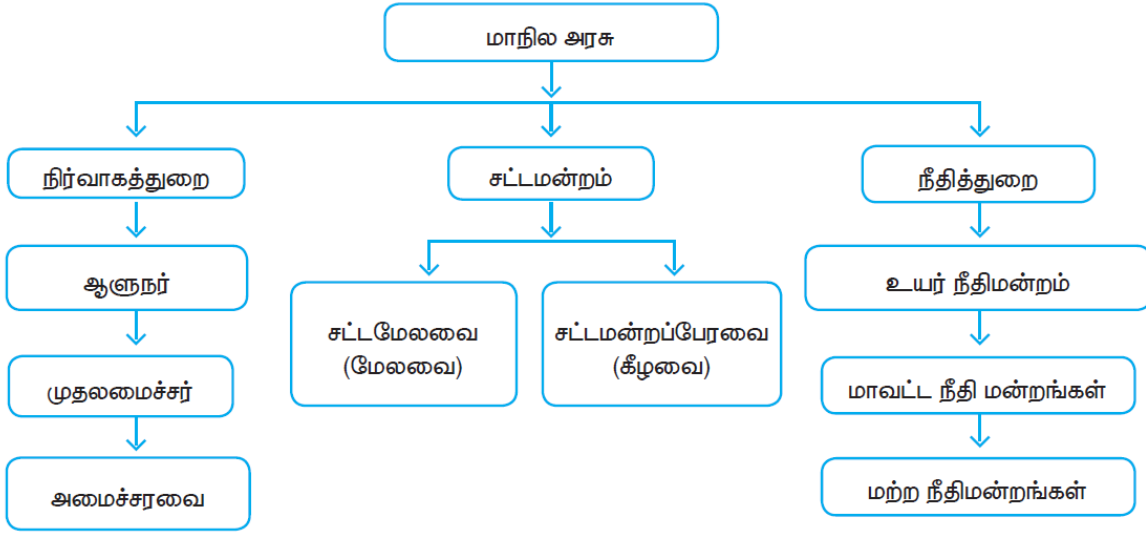 மாநில அரசு
நிர்வாகத்துறை
சட்டமன்றம்
நீதித்துறை
ஆளுநர்
சட்டமேலவை
(மேலவை)
சட்டமன்றப்பேரவை
(கீழவை)
உயர் நீதிமன்றம்
முதலமைச்சர்
மாவட்ட நீதி மன்றங்கள்
அமைச்சரவை
மற்ற நீதிமன்றங்கள்